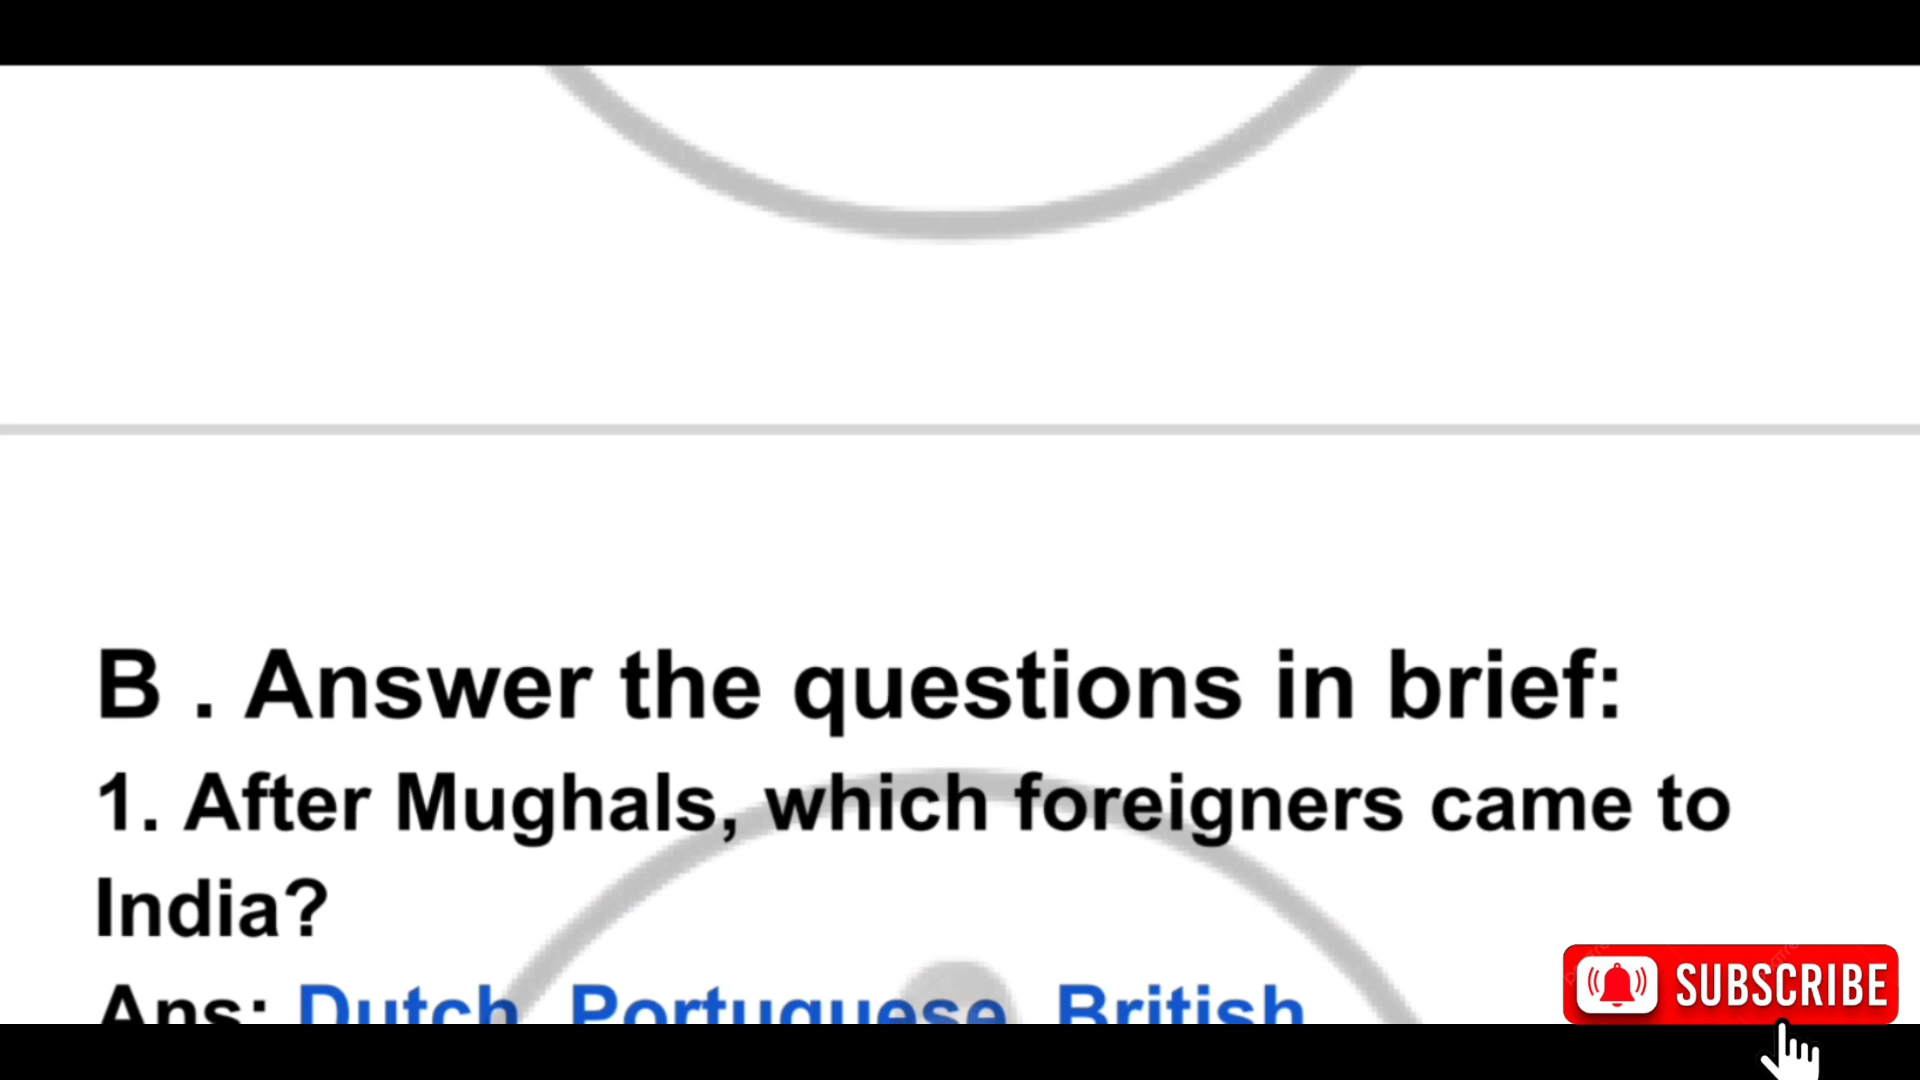 B . Answer the questions in brief:
1. After Mughals, which foreigners came to
India?
Ans: Dutch, Portuguese, British
SUBSCRIBE